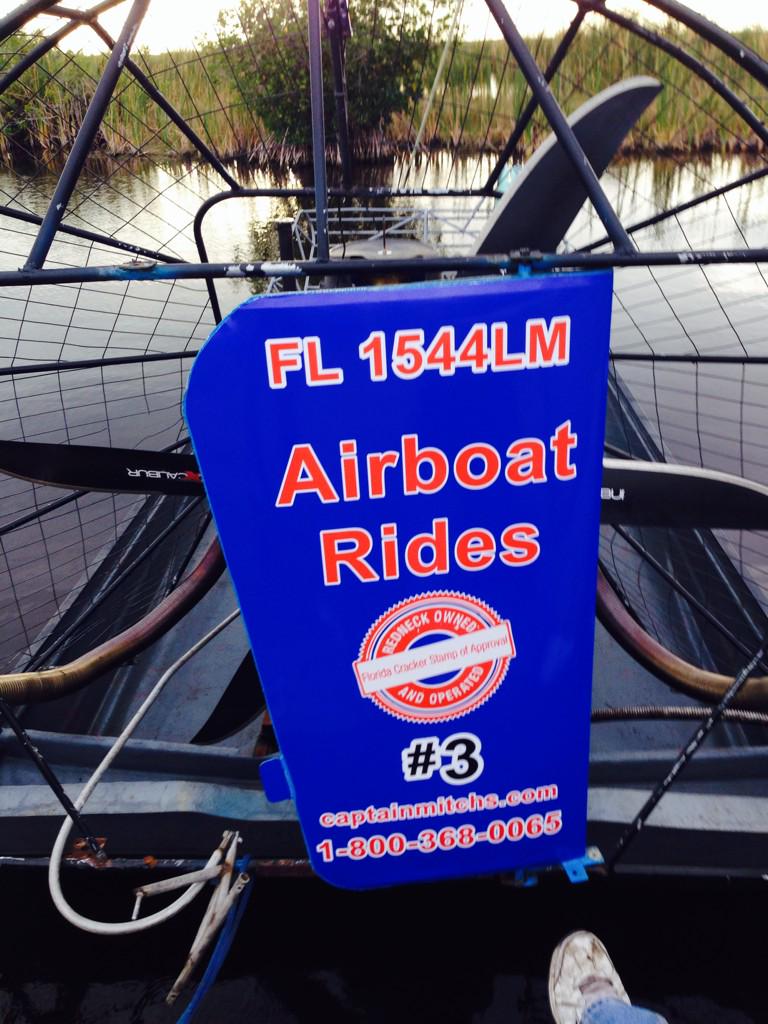 FL 1544LM
Airboat
Rides
REDNECK OWNED
Florida Cracker Stamp of Approval
AND OPERATED
#3
captainmitchs.com
1-800-368-0065
XCALIBUR